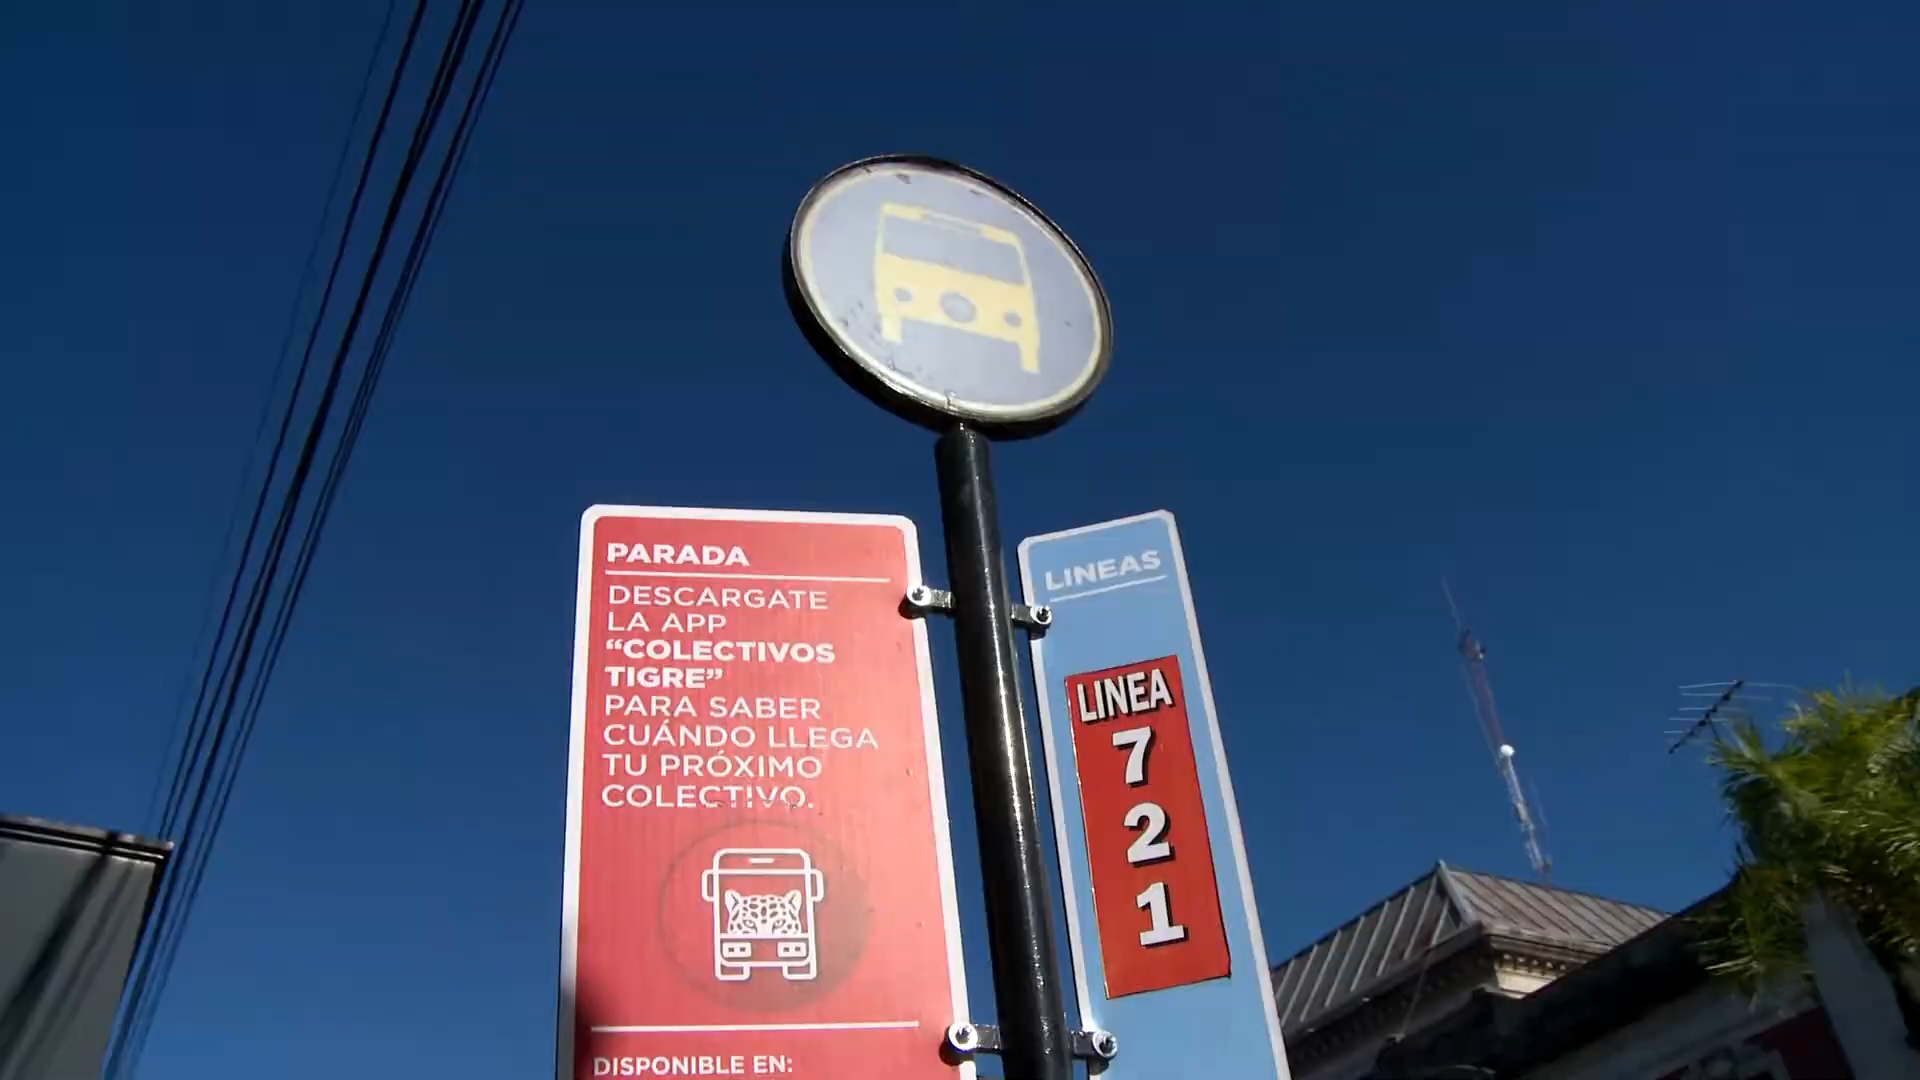 PARADA
DESCARGATE
LA APP
“COLECTIVOS
TIGRE”
PARA SABER
CUÁNDO LLEGA
TU PRÓXIMO
COLECTIVO.
DISPONIBLE EN:
LINEAS
LINEA
7
2
1